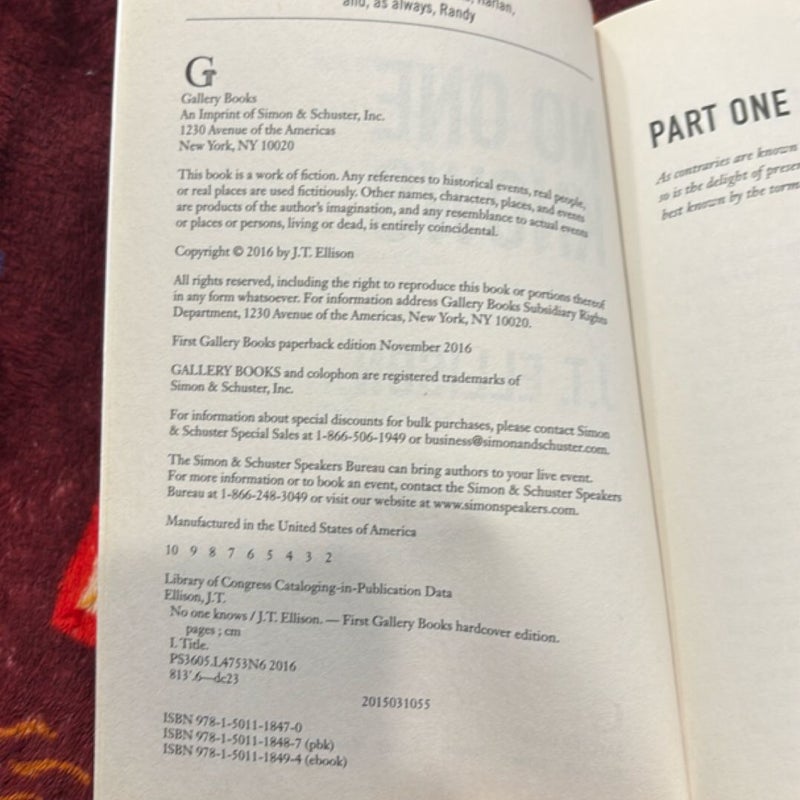 and, as always, Randy
G
Gallery Books
An Imprint of Simon & Schuster, Inc.
1230 Avenue of the Americas
New York, NY 10020
This book is a work of fiction. Any references to historical events, real people,
or real places are used fictitiously. Other names, characters, places, and events
are products of the author's imagination, and any resemblance to actual events
or places or persons, living or dead, is entirely coincidental.
Copyright © 2016 by J.T. Ellison
All rights reserved, including the right to reproduce this book or portions thereof
in any form whatsoever. For information address Gallery Books Subsidiary Rights
Department, 1230 Avenue of the Americas, New York, NY 10020.
First Gallery Books paperback edition November 2016
GALLERY BOOKS and colophon are registered trademarks of
Simon & Schuster, Inc.
For information about special discounts for bulk purchases, please contact Simon
& Schuster Special Sales at 1-866-506-1949 or business@simonandschuster.com.
The Simon & Schuster Speakers Bureau can bring authors to your live event.
For more information or to book an event, contact the Simon & Schuster Speakers
Bureau at 1-866-248-3049 or visit our website at www.simonspeakers.com.
Manufactured in the United States of America
10 9 8 7 6 5 4 3 2
Library of Congress Cataloging-in-Publication Data
Ellison, J.T.
No one knows / J.T. Ellison. — First Gallery Books hardcover edition.
pages ; cm
I. Title.
PS3605.L4753N6 2016
813'.6—dc23
2015031055
ISBN 978-1-5011-1847-0
ISBN 978-1-5011-1848-7 (pbk)
ISBN 978-1-5011-1849-4 (ebook)
PART ONE
As contraries are known
so is the delight of
best known by the